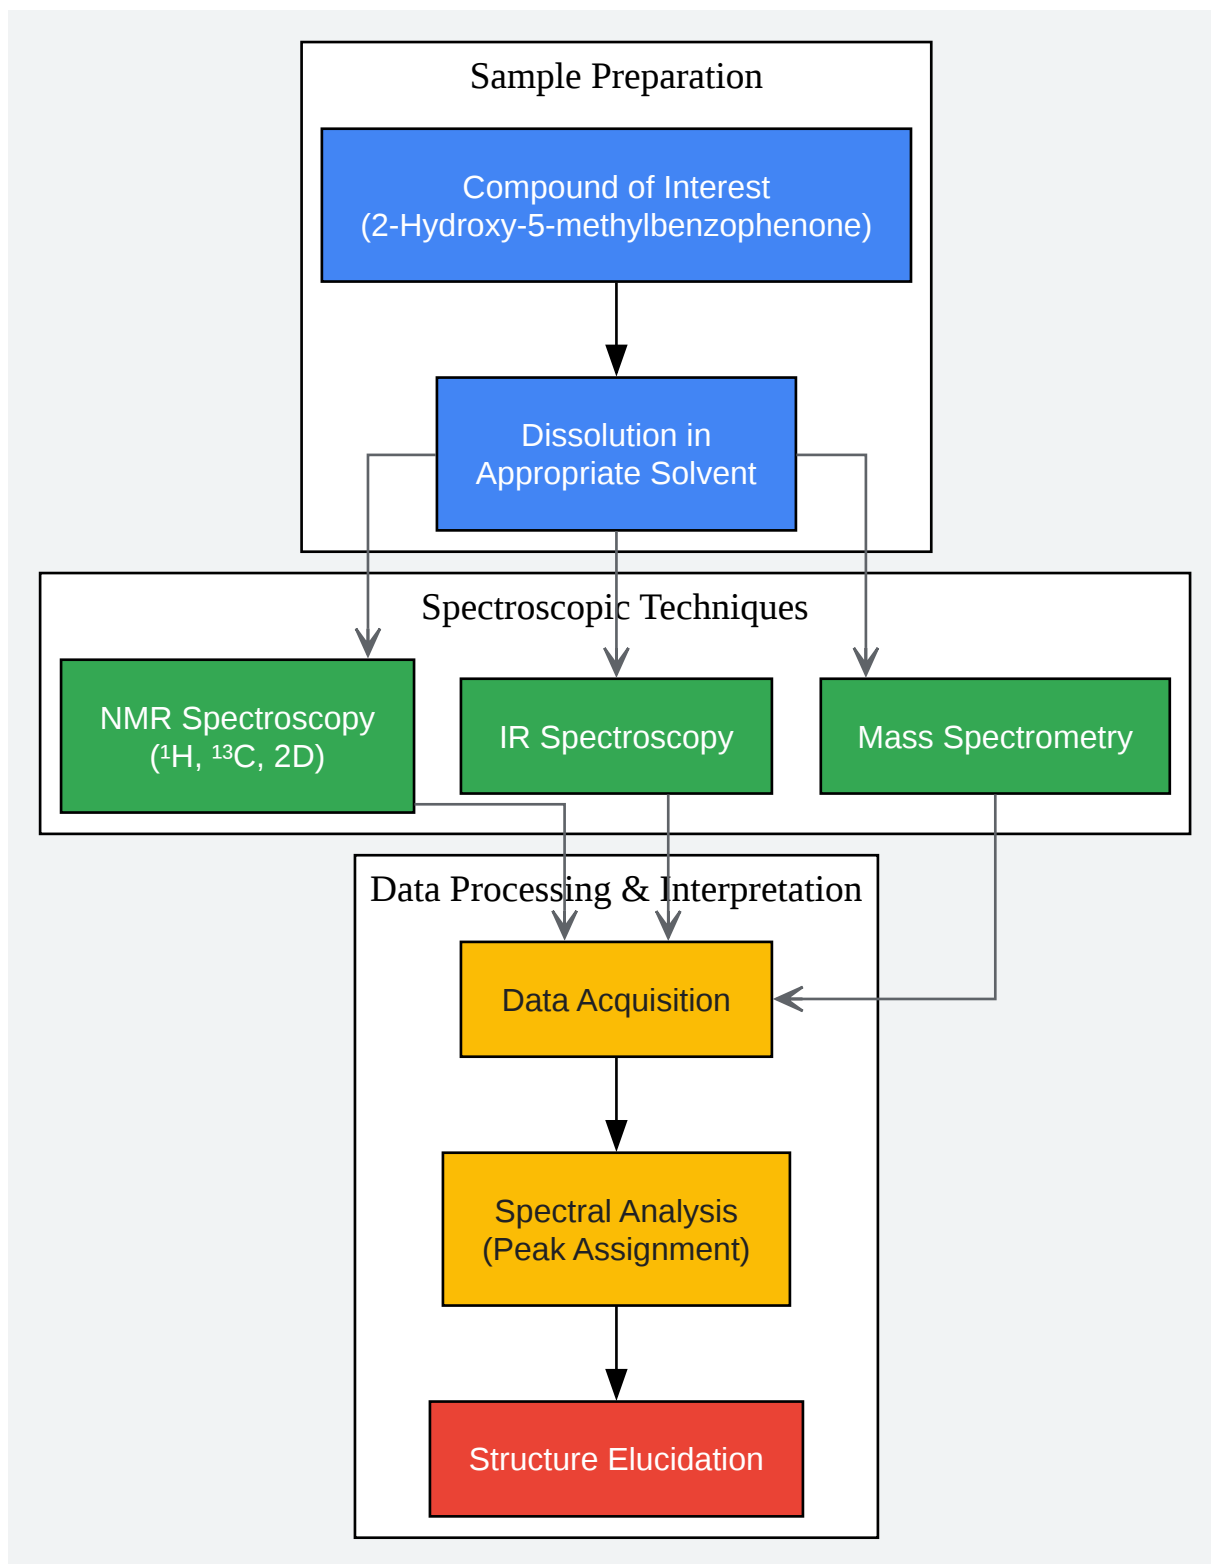 Sample Preparation
Compound of Interest
(2-Hydroxy-5-methylbenzophenone)
Dissolution in
Appropriate Solvent
Spectroscopic Techniques
NMR Spectroscopy
(¹H, ¹³C, 2D)
IR Spectroscopy
Mass Spectrometry
Data Processing & Interpretation
Data Acquisition
Spectral Analysis
(Peak Assignment)
Structure Elucidation